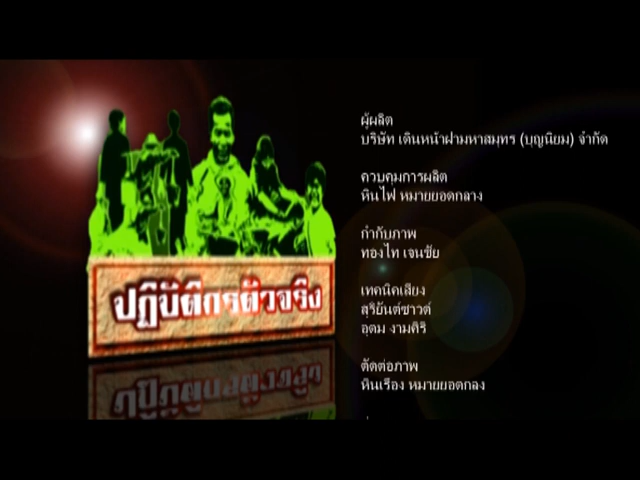 ปฏิบัติกรตัวจริง
ผู้ผลิต
บริษัท เดินหน้าฝามหาสมุทร (บุญนิยม) จำกัด
ควบคุมการผลิต
หินไฟ หมายยอดกลาง
กำกับภาพ
ทองไท เจนชัย
เทคนิคเสียง
สุริยันต์ซาวด์
อุดม งามศิริ
ตัดต่อภาพ
หินเรือง หมายยอดกลง